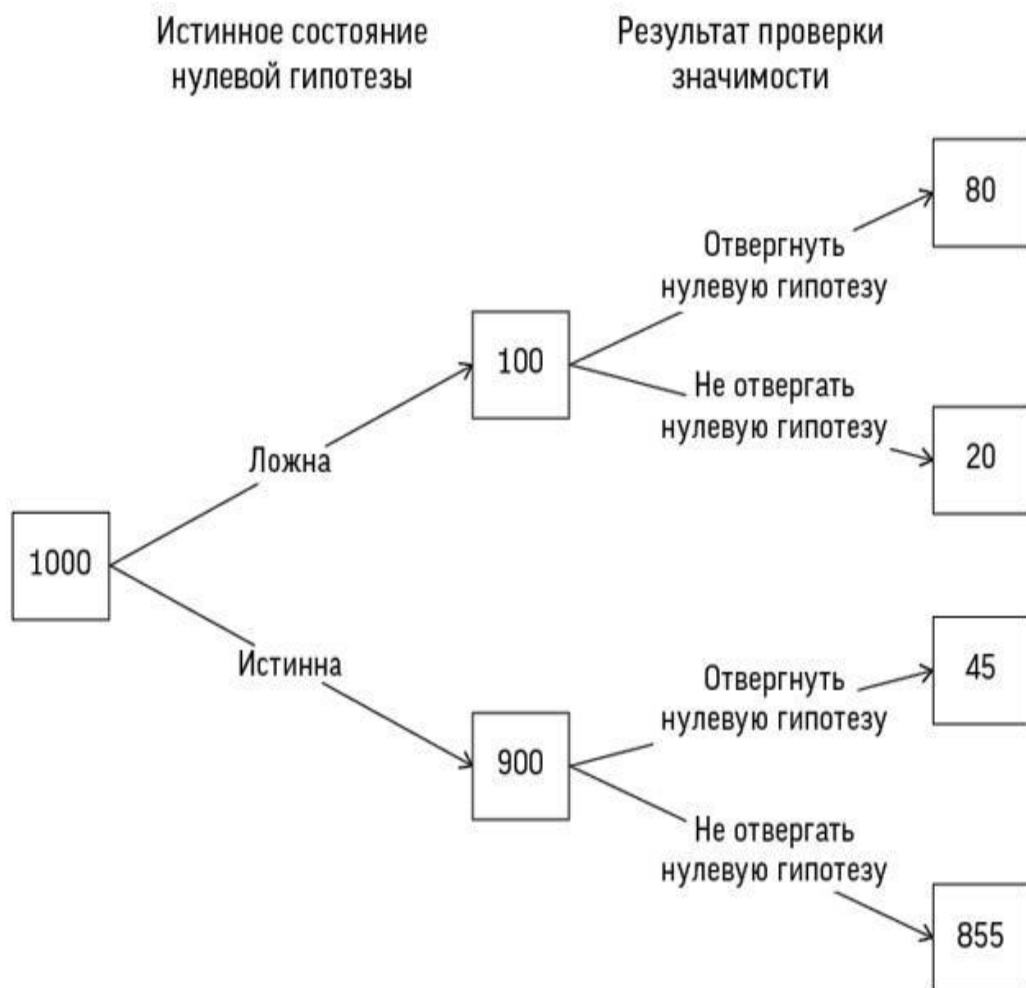 Истинное состояние
нулевой гипотезы
Результат проверки
значимости
80
Отвергнуть
нулевую гипотезу
100
Не отвергать
нулевую гипотезу
20
Ложна
1000
Истинна
Отвергнуть
нулевую гипотезу
45
900
Не отвергать
нулевую гипотезу
855